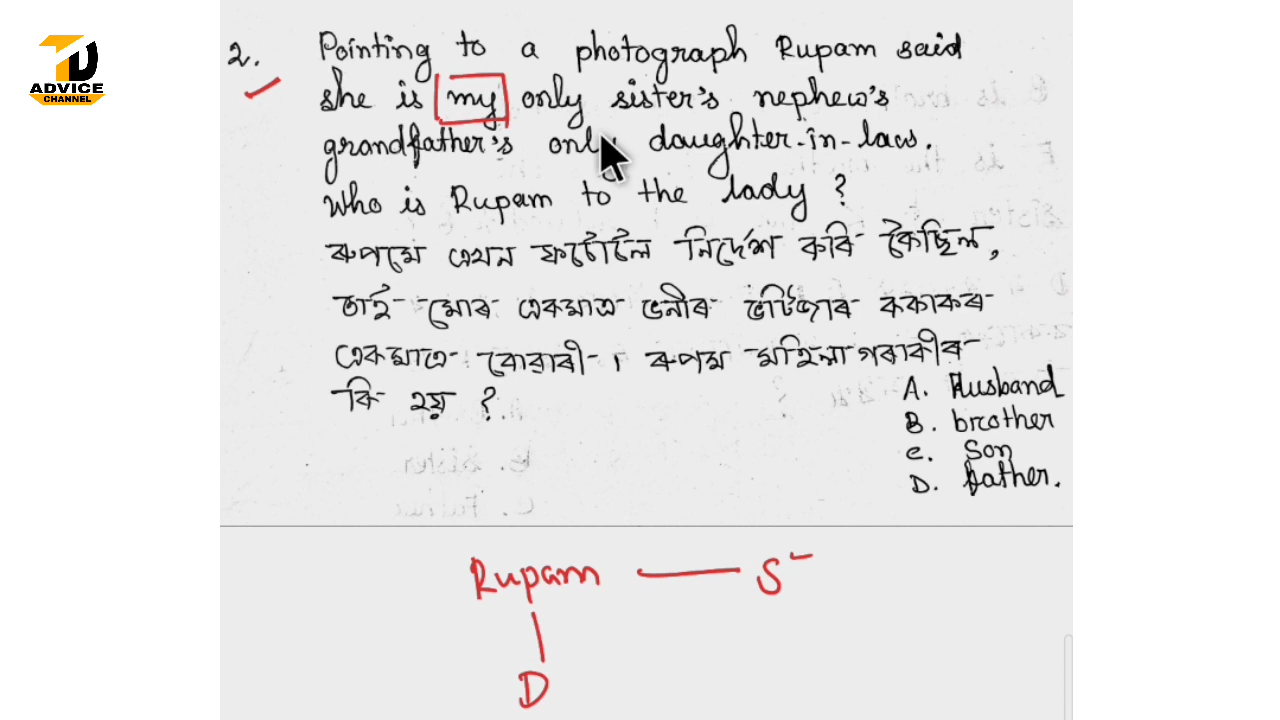 TD
ADVICE
CHANNEL
2. Pointing to a photograph Rupam said
she is my only sister's nephew's
grandfather's only daughter-in-law.
Who is Rupam to the lady ?
ৰুপমে এখন ফটোলৈ নিৰ্দেশ কৰি কৈছিল,
তাই মোৰ একমাত্ৰ ভনীৰ ভতিজাৰ ককাকৰ
একমাত্ৰ বোৱাৰী । ৰুপম মহিলাগৰাকীৰ
কি হয় ?
A. Husband
B. brother
c. Son
D. father.
Rupam — S -
D